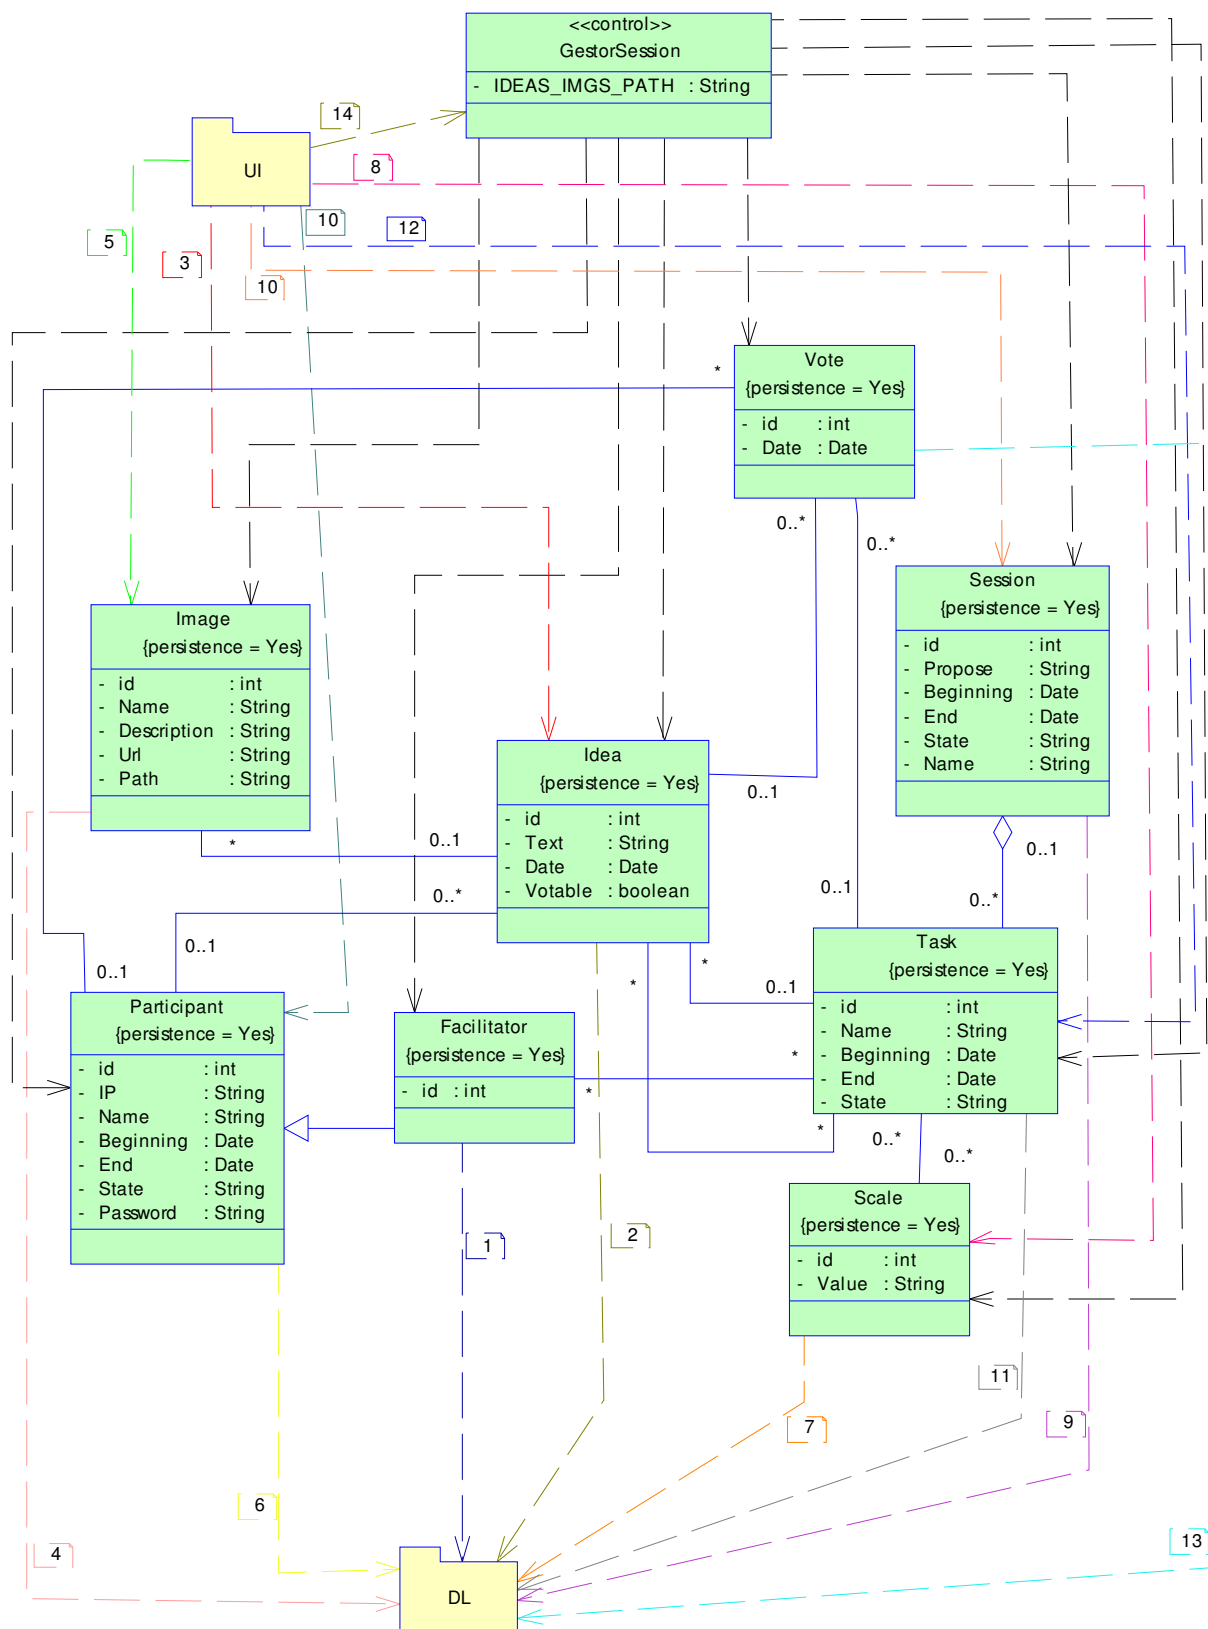 <<control>>
GestorSession
- IDEAS_IMGS_PATH : String
14
UI
8
10
12
5
3
10
Vote
{persistence = Yes}
- id : int
- Date : Date
*
0..*
0..*
Session
{persistence = Yes}
- id : int
- Propose : String
- Beginning : Date
- End : Date
- State : String
- Name : String
Image
{persistence = Yes}
- id : int
- Name : String
- Description : String
- Url : String
- Path : String
Idea
{persistence = Yes}
- id : int
- Text : String
- Date : Date
- Votable : boolean
0..1
*
0..1
0..1
0..*
0..1
0..*
0..1
0..1
*
*
0..1
Task
{persistence = Yes}
- id : int
- Name : String
- Beginning : Date
- End : Date
- State : String
Participant
{persistence = Yes}
- id : int
- IP : String
- Name : String
- Beginning : Date
- End : Date
- State : String
- Password : String
Facilitator
{persistence = Yes}
- id : int
*
*
*
0..*
0..*
Scale
{persistence = Yes}
- id : int
- Value : String
1
2
11
9
7
6
4
13
DL